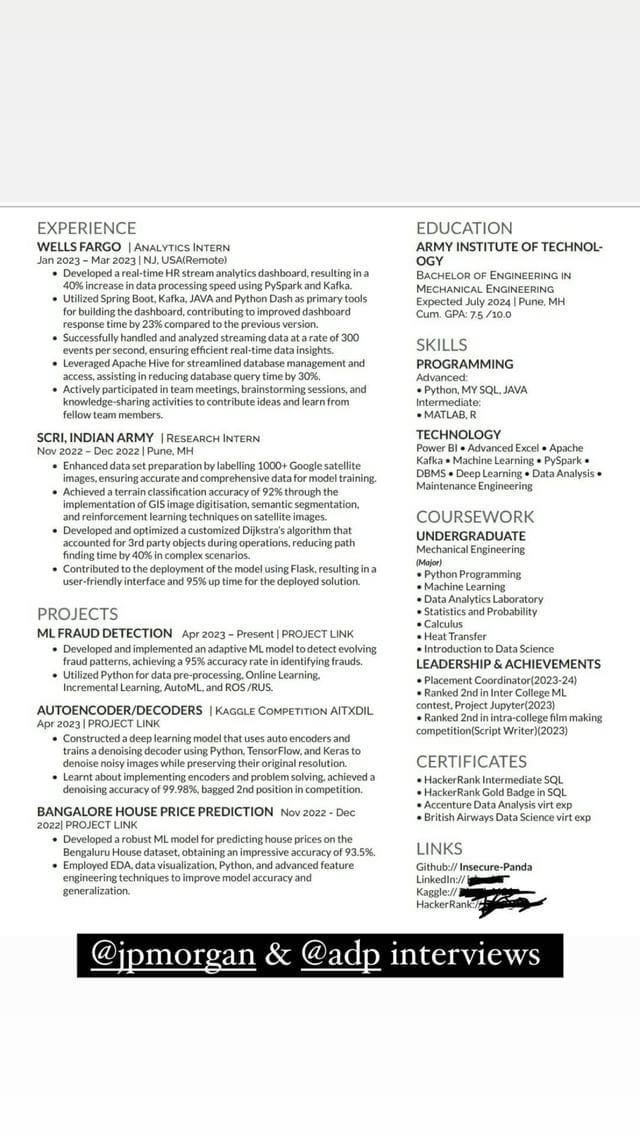 EXPERIENCE
WELLS FARGO | ANALYTICS INTERN
Jan 2023 – Mar 2023 | NJ, USA(Remote)
• Developed a real-time HR stream analytics dashboard, resulting in a
40% increase in data processing speed using PySpark and Kafka.
• Utilized Spring Boot, Kafka, JAVA and Python Dash as primary tools
for building the dashboard, contributing to improved dashboard
response time by 23% compared to the previous version.
• Successfully handled and analyzed streaming data at a rate of 300
events per second, ensuring efficient real-time data insights.
• Leveraged Apache Hive for streamlined database management and
access, assisting in reducing database query time by 30%.
• Actively participated in team meetings, brainstorming sessions, and
knowledge-sharing activities to contribute ideas and learn from
fellow team members.
SCRI, INDIAN ARMY | RESEARCH INTERN
Nov 2022 – Dec 2022 | Pune, MH
• Enhanced data set preparation by labelling 1000+ Google satellite
images, ensuring accurate and comprehensive data for model training.
• Achieved a terrain classification accuracy of 92% through the
implementation of GIS image digitisation, semantic segmentation,
and reinforcement learning techniques on satellite images.
• Developed and optimized a customized Dijkstra's algorithm that
accounted for 3rd party objects during operations, reducing path
finding time by 40% in complex scenarios.
• Contributed to the deployment of the model using Flask, resulting in a
user-friendly interface and 95% up time for the deployed solution.
PROJECTS
ML FRAUD DETECTION Apr 2023 – Present | PROJECT LINK
• Developed and implemented an adaptive ML model to detect evolving
fraud patterns, achieving a 95% accuracy rate in identifying frauds.
• Utilized Python for data pre-processing, Online Learning,
Incremental Learning, AutoML, and ROS /RUS.
AUTOENCODER/DECODERS | KAGGLE COMPETITION AITXDIL
Apr 2023 | PROJECT LINK
• Constructed a deep learning model that uses auto encoders and
trains a denoising decoder using Python, TensorFlow, and Keras to
denoise noisy images while preserving their original resolution.
• Learnt about implementing encoders and problem solving, achieved a
denoising accuracy of 99.98%, bagged 2nd position in competition.
BANGALORE HOUSE PRICE PREDICTION Nov 2022 - Dec
2022| PROJECT LINK
• Developed a robust ML model for predicting house prices on the
Bengaluru House dataset, obtaining an impressive accuracy of 93.5%.
• Employed EDA, data visualization, Python, and advanced feature
engineering techniques to improve model accuracy and
generalization.
EDUCATION
ARMY INSTITUTE OF TECHNOL-
OGY
BACHELOR OF ENGINEERING IN
MECHANICAL ENGINEERING
Expected July 2024 | Pune, MH
Cum. GPA: 7.5 /10.0
SKILLS
PROGRAMMING
Advanced:
• Python, MY SQL, JAVA
Intermediate:
• MATLAB, R
TECHNOLOGY
Power BI • Advanced Excel • Apache
Kafka • Machine Learning • PySpark •
DBMS • Deep Learning • Data Analysis •
Maintenance Engineering
COURSEWORK
UNDERGRADUATE
Mechanical Engineering
(Major)
• Python Programming
• Machine Learning
• Data Analytics Laboratory
• Statistics and Probability
• Calculus
• Heat Transfer
• Introduction to Data Science
LEADERSHIP & ACHIEVEMENTS
• Placement Coordinator(2023-24)
• Ranked 2nd in Inter College ML
contest, Project Jupyter(2023)
• Ranked 2nd in intra-college film making
competition(Script Writer)(2023)
CERTIFICATES
• HackerRank Intermediate SQL
• HackerRank Gold Badge in SQL
• Accenture Data Analysis virt exp
• British Airways Data Science virt exp
LINKS
Github:// Insecure-Panda
LinkedIn://
Kaggle://
HackerRank:/
@jpmorgan & @adp interviews